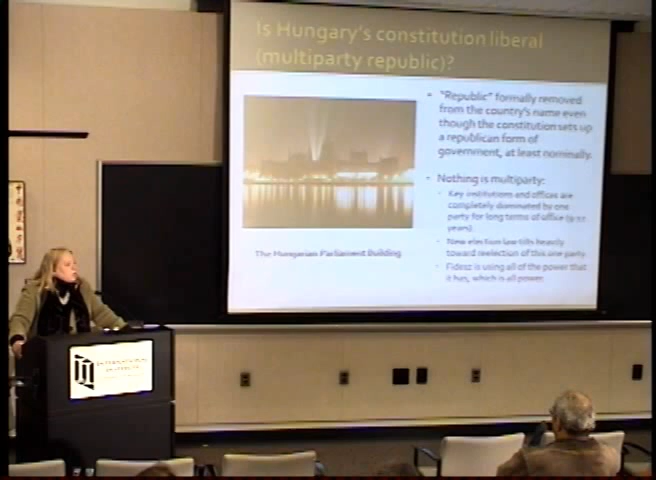 Is Hungary's constitution liberal
(multiparty republic)?
• "Republic" formally removed
from the country's name even
though the constitution sets up
a republican form of
government, at least nominally.
• Nothing is multiparty:
• Key institutions and offices are
completely dominated by one
party for long terms of office
years).
• New election law tilts heavily
toward reelection of this one party.
• Fidesz is using all of the power that
it has, which is all power.
The Hungarian Parliament Building